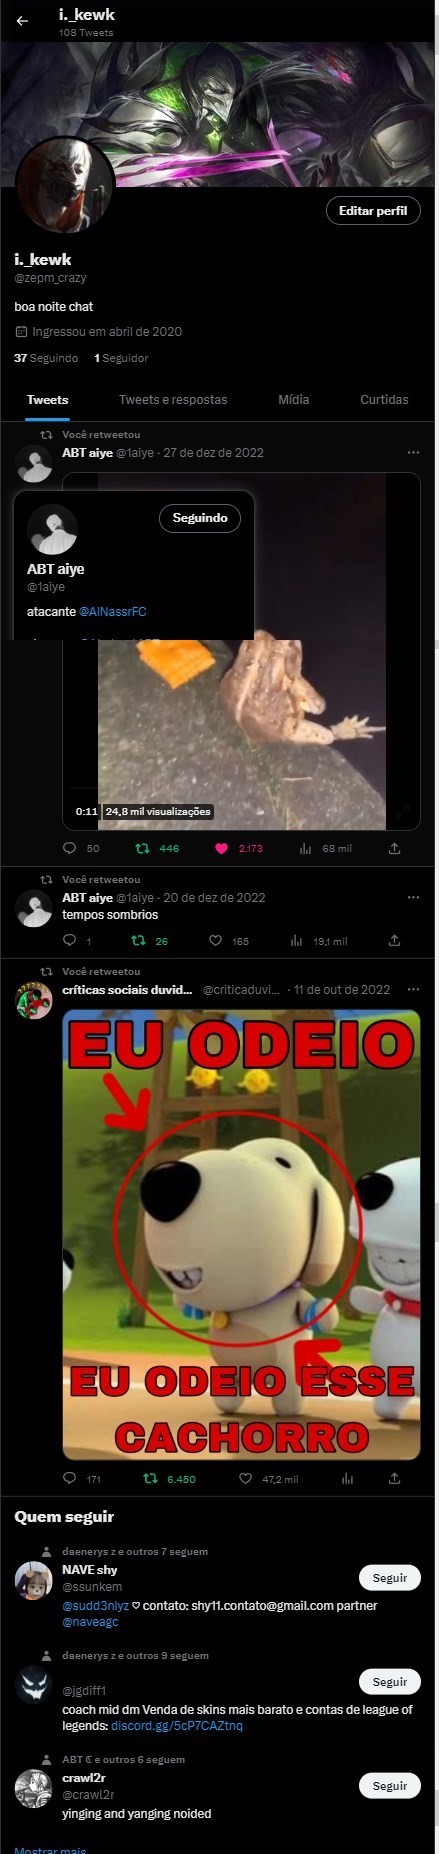 i._kewk
108 Tweets
Editar perfil
i._kewk
@zepm_crazy
boa noite chat
Ingressou em abril de 2020
37 Seguindo 1 Seguidor
Tweets Tweets e respostas Mídia Curtidas
Você retweetou
ABT aiye @1aiye · 27 de dez de 2022
Seguindo
ABT aiye
@1aiye
atacante @AlNassrFC
0:11 24,8 mil visualizações
50 446 2.173 68 mil
Você retweetou
ABT aiye @1aiye · 20 de dez de 2022
tempos sombrios
1 26 165 19,1 mil
Você retweetou
críticas sociais duvid... @criticaduvi... · 11 de out de 2022
EU ODEIO
EU ODEIO ESSE
CACHORRO
171 6.450 47,2 mil
Quem seguir
daenerys z e outros 7 seguem
NAVE shy
Seguir
@ssunkem
@sudd3nlyz ♡ contato: shy11.contato@gmail.com partner
@naveagc
daenerys z e outros 9 seguem
Seguir
@jgdiff1
coach mid dm Venda de skins mais barato e contas de league of
legends: discord.gg/5cP7CAZtnq
ABT ℂ e outros 6 seguem
crawl2r
Seguir
@crawl2r
yinging and yanging noided
Mostrar mais